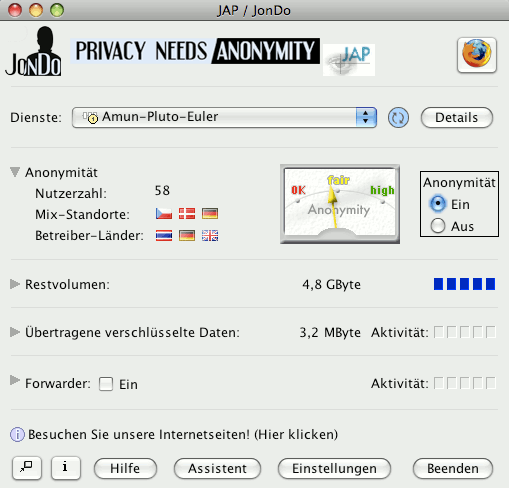 JAP / JonDo
JonDo PRIVACY NEEDS ANONYMITY JAP
Dienste: Amun-Pluto-Euler Details
Anonymität
Nutzerzahl: 58
Mix-Standorte:
Betreiber-Länder:
0K fair high
Anonymity
Anonymität
Ein
Aus
Restvolumen: 4,8 GByte
Übertragene verschlüsselte Daten: 3,2 MByte Aktivität:
Forwarder: Ein Aktivität:
i Besuchen Sie unsere Internetseiten! (Hier klicken)
i Hilfe Assistent Einstellungen Beenden